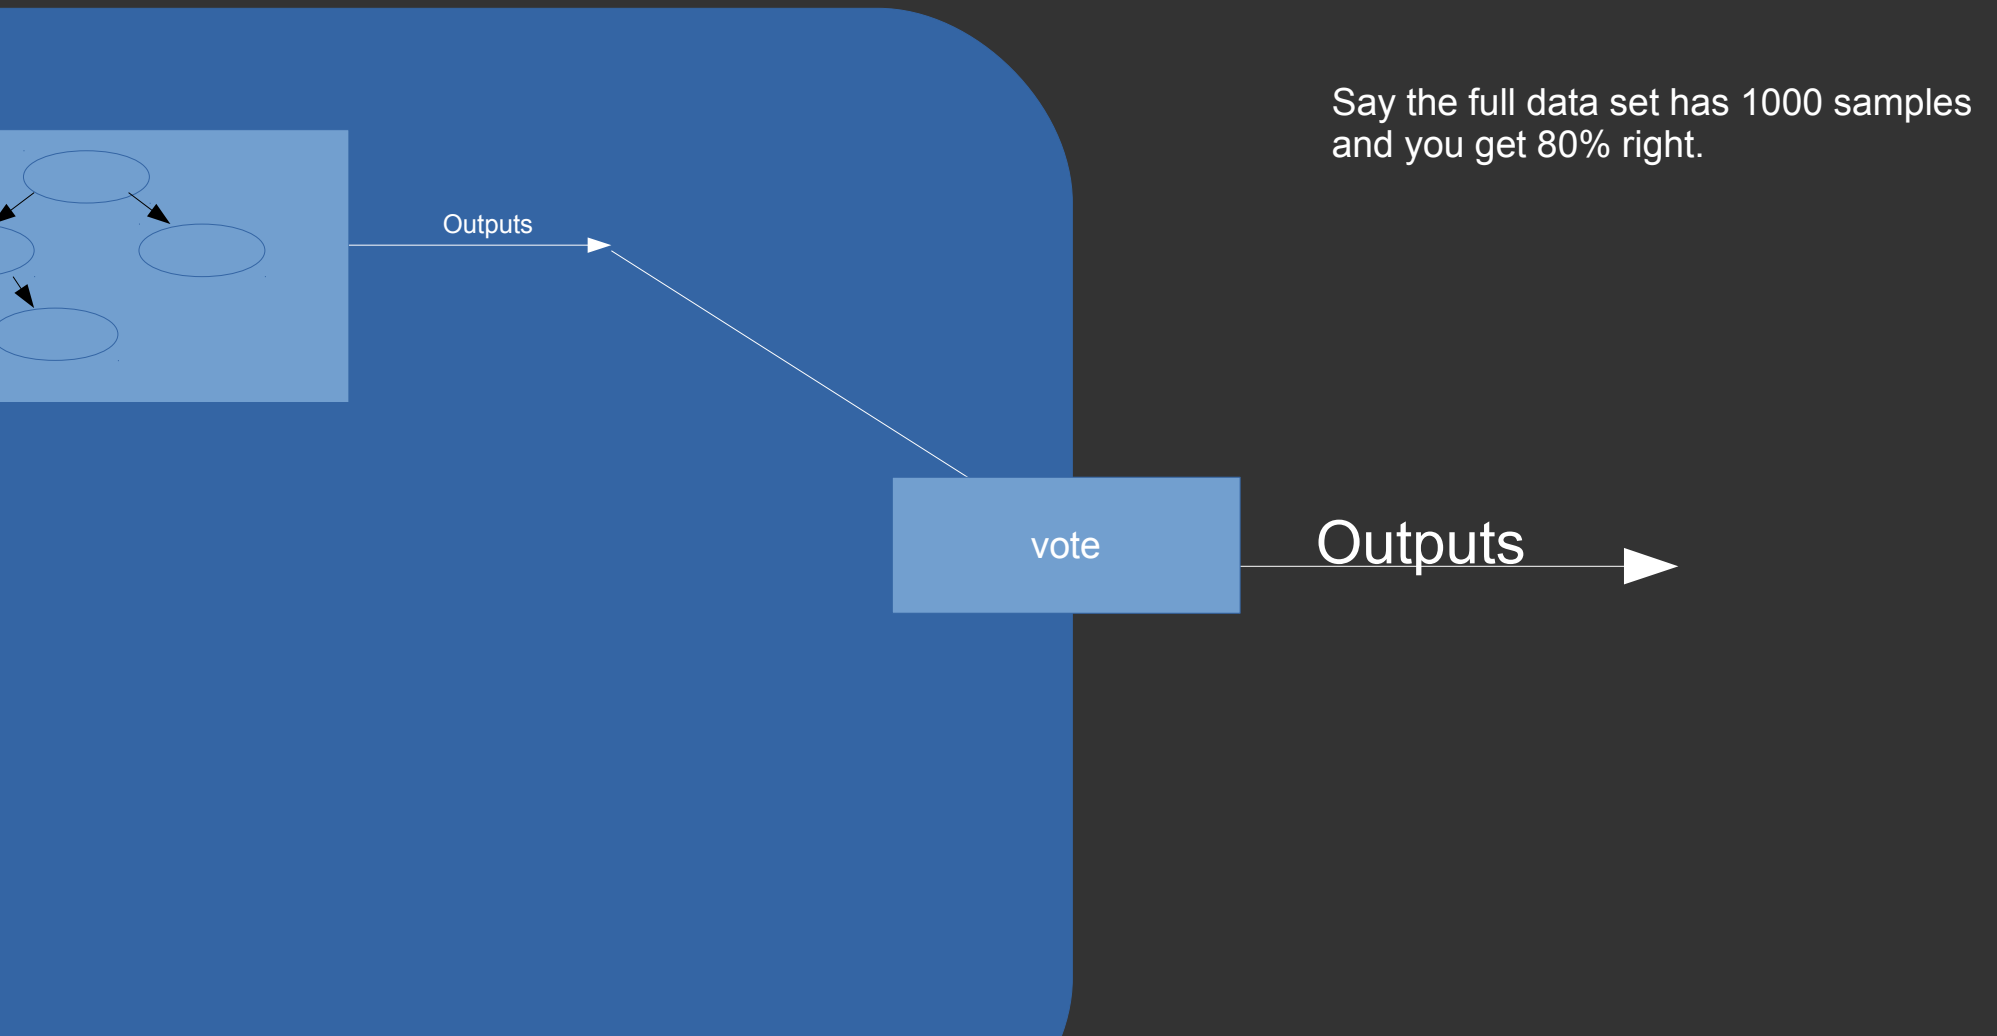 Say the full data set has 1000 samples
and you get 80% right.
Outputs
vote
Outputs